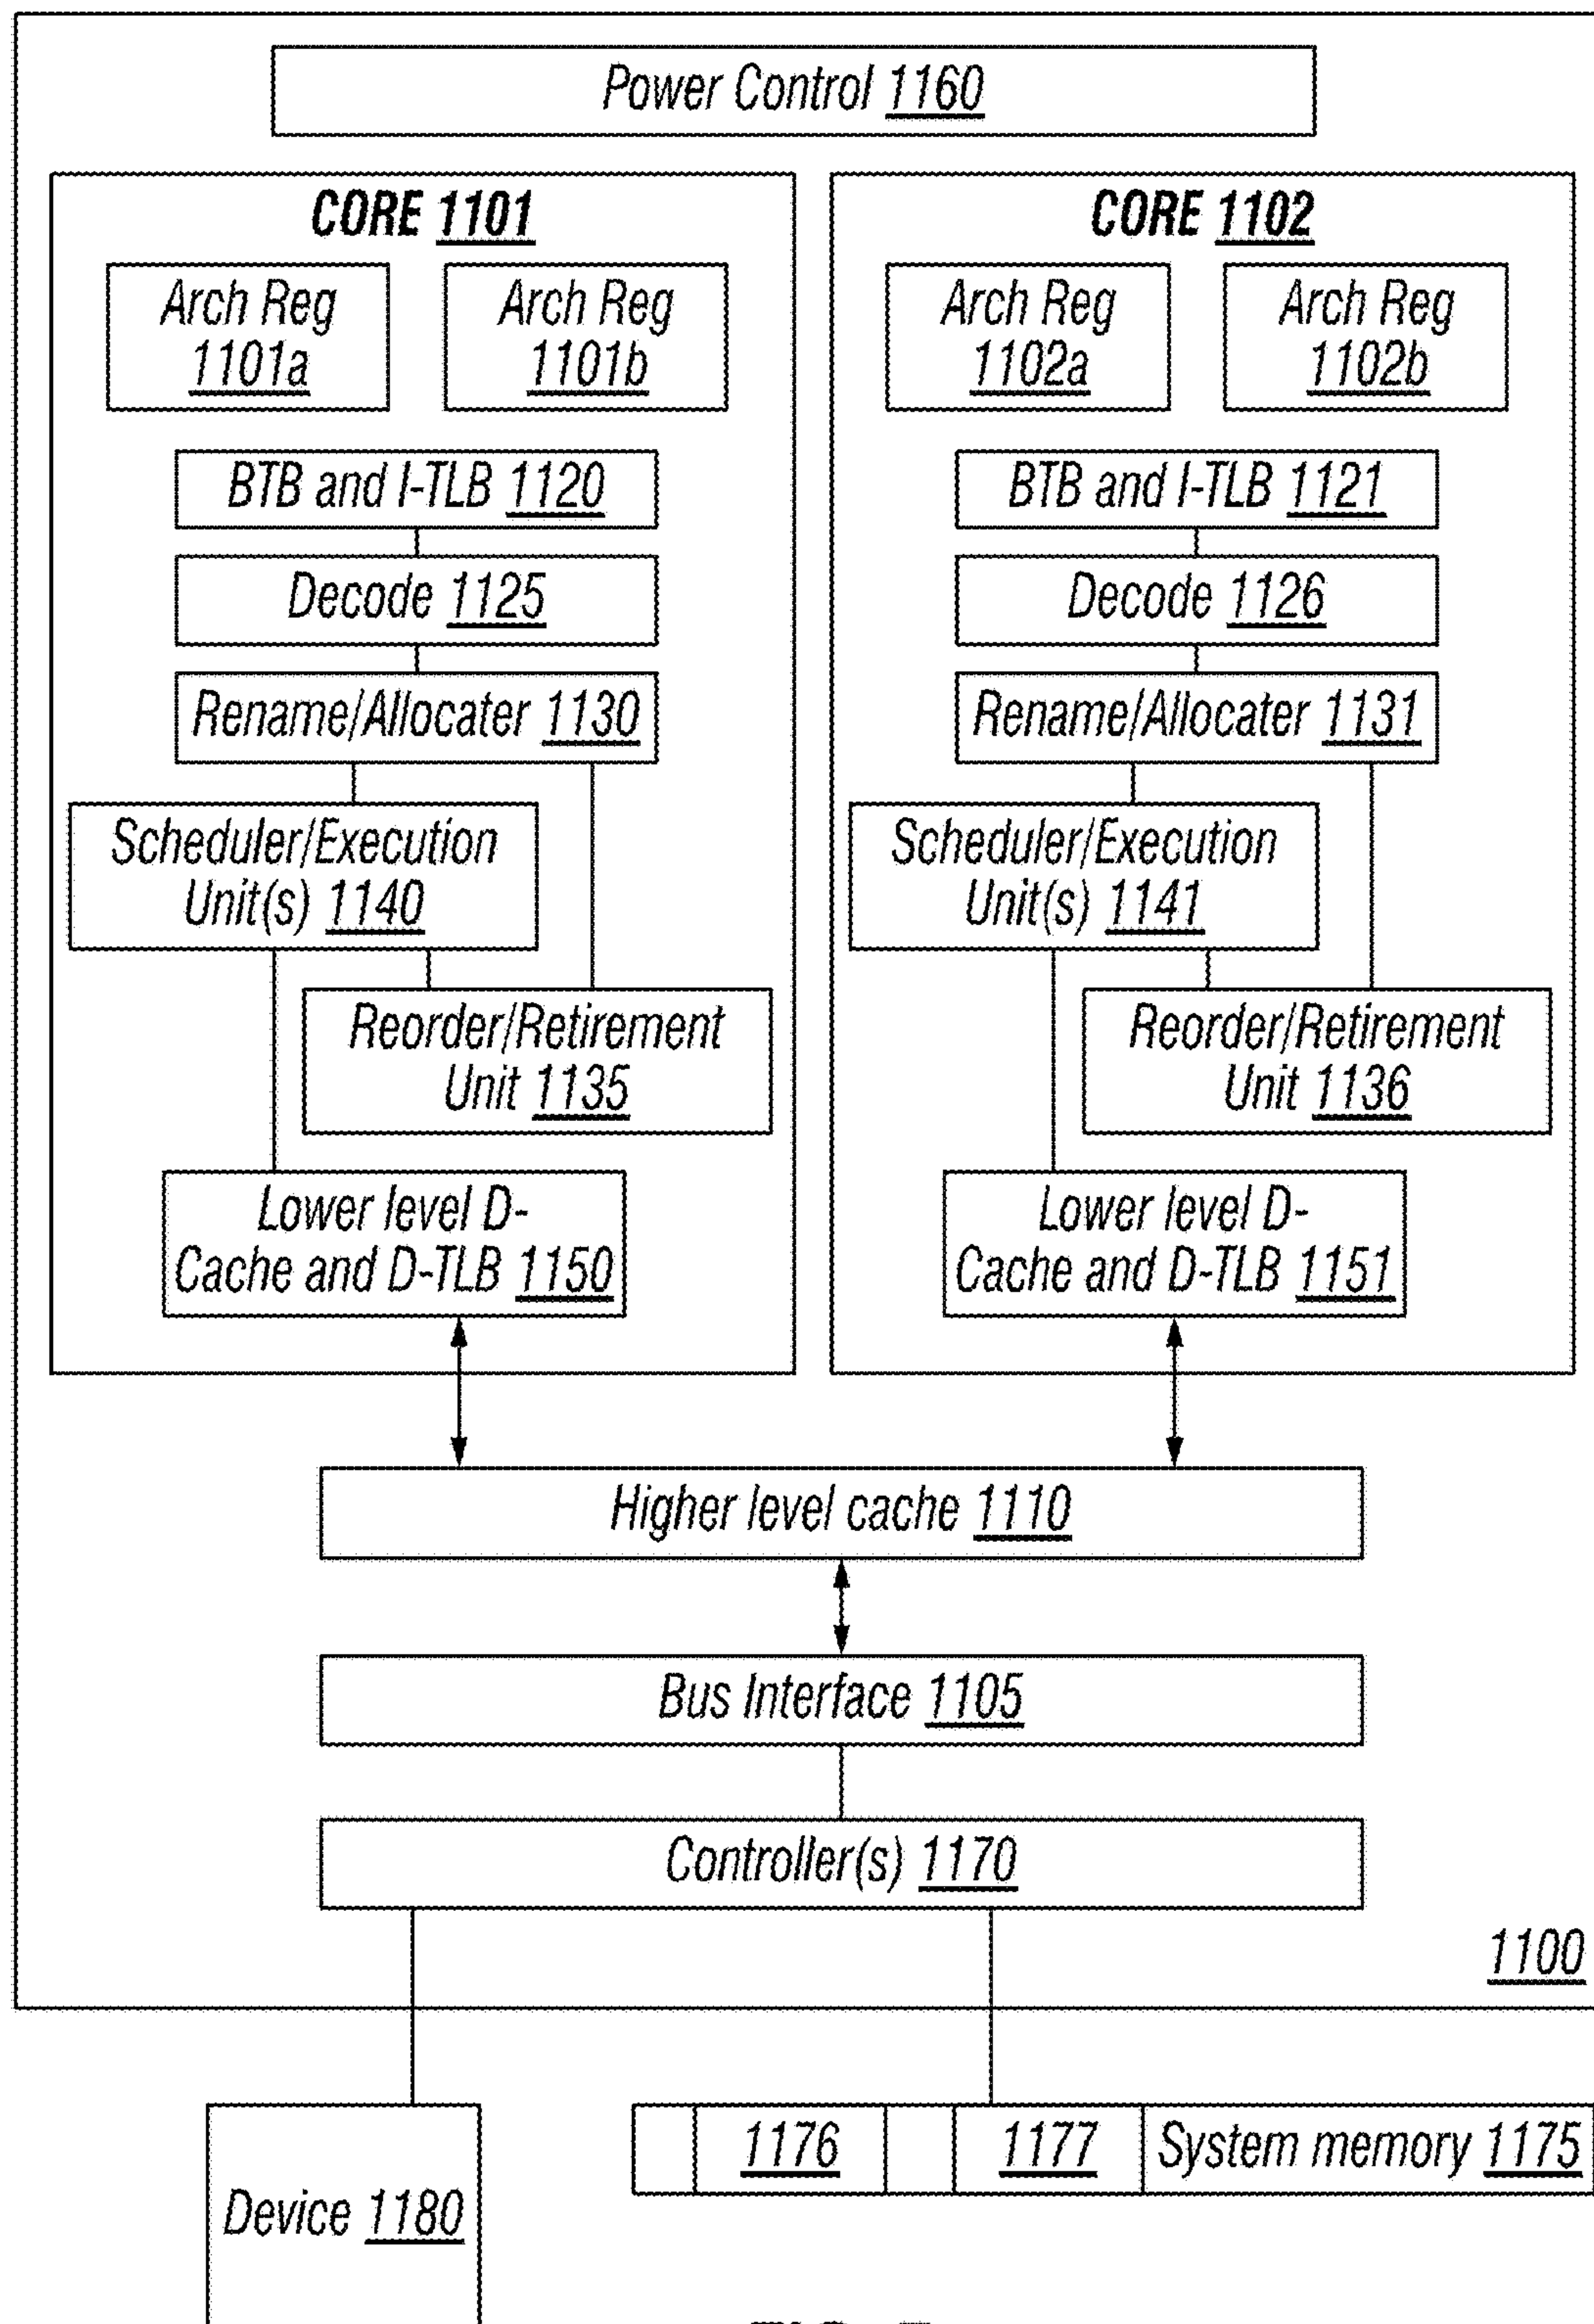 Power Control 1160
CORE 1101
Arch Reg
1101a
Arch Reg
1101b
BTB and I-TLB 1120
Decode 1125
Rename/Allocater 1130
Scheduler/Execution
Unit(s) 1140
Reorder/Retirement
Unit 1135
Lower level D-
Cache and D-TLB 1150
CORE 1102
Arch Reg
1102a
Arch Reg
1102b
BTB and I-TLB 1121
Decode 1126
Rename/Allocater 1131
Scheduler/Execution
Unit(s) 1141
Reorder/Retirement
Unit 1136
Lower level D-
Cache and D-TLB 1151
Higher level cache 1110
Bus Interface 1105
Controller(s) 1170
1100
1176
1177
System memory 1175
Device 1180